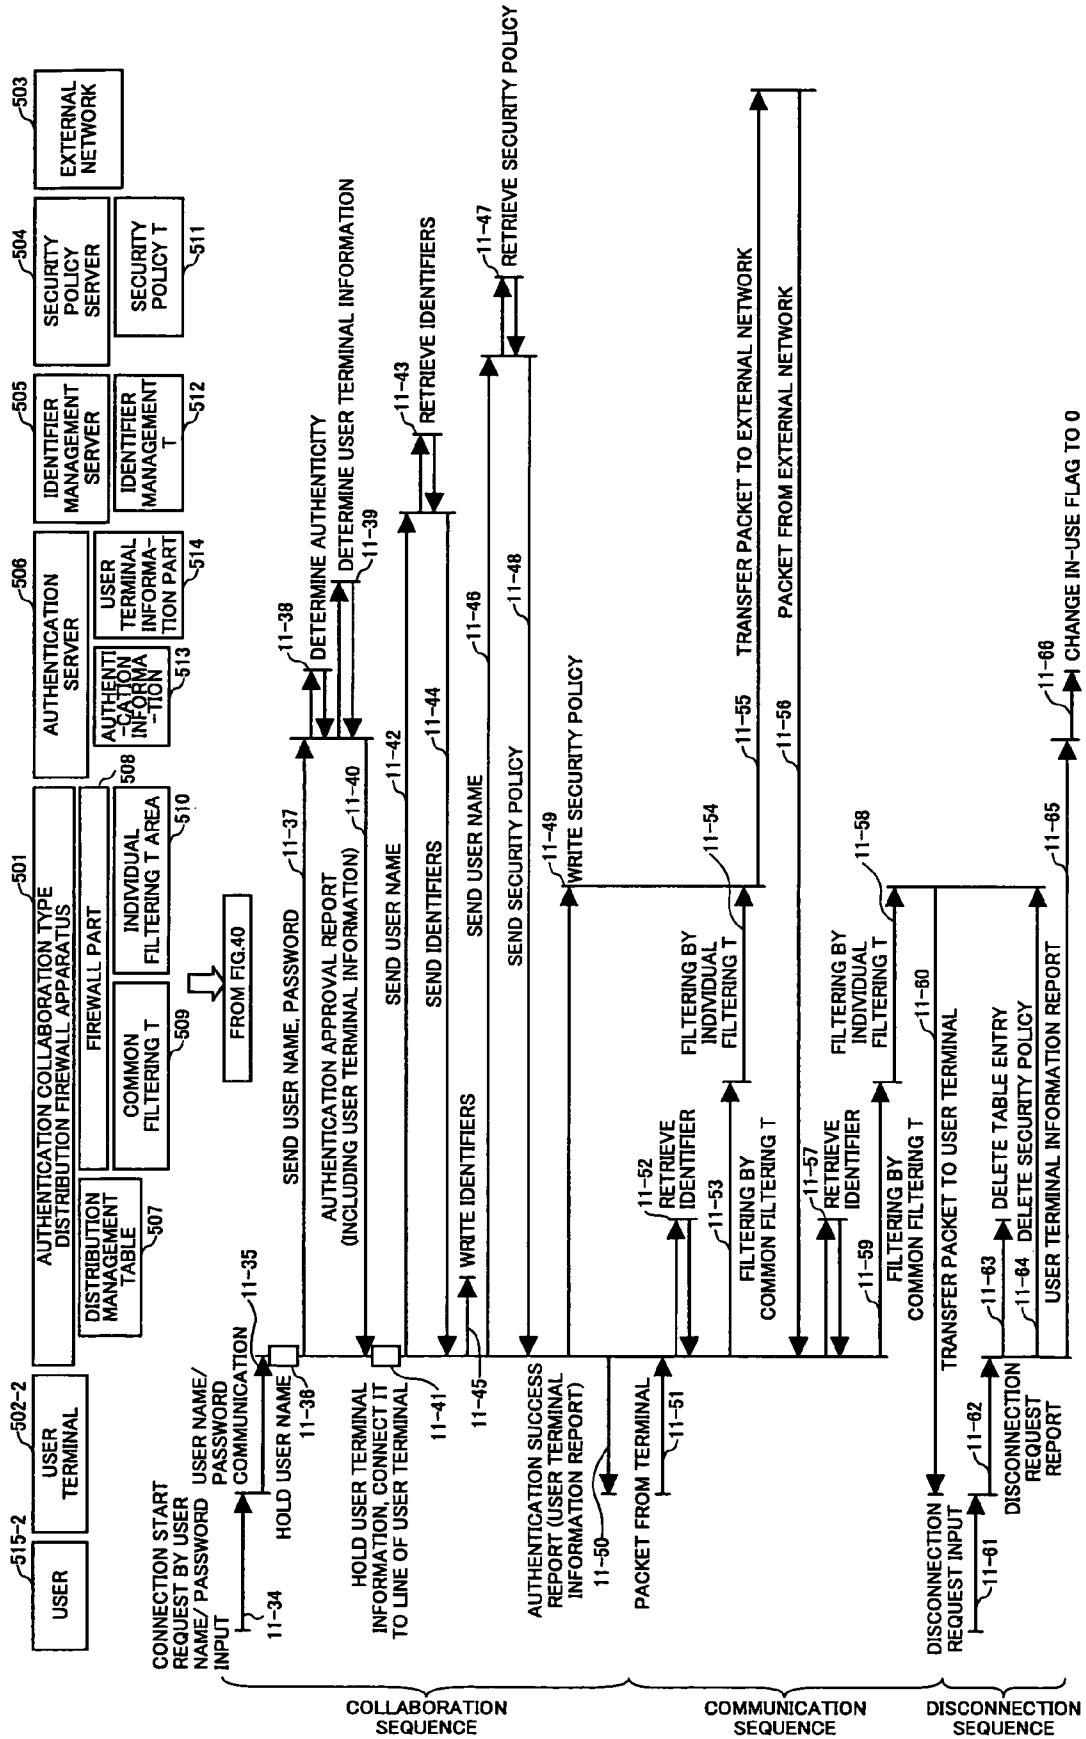 515-2
USER
502-2
USER
TERMINAL
501
AUTHENTICATION COLLABORATION TYPE
DISTRIBUTION FIREWALL APPARATUS
DISTRIBUTION
MANAGEMENT
TABLE
507
FIREWALL PART
508
COMMON
FILTERING T
509
INDIVIDUAL
FILTERING T AREA
510
506
AUTHENTICATION
SERVER
AUTHENTI
-CATION
INFORMA
-TION
513
USER
TERMINAL
INFORMA-
TION PART
514
505
IDENTIFIER
MANAGEMENT
SERVER
IDENTIFIER
MANAGEMENT
T
512
504
SECURITY
POLICY
SERVER
SECURITY
POLICY T
511
503
EXTERNAL
NETWORK
FROM FIG.40
CONNECTION START
REQUEST BY USER
NAME/ PASSWORD
INPUT
11-34
USER NAME/
PASSWORD
COMMUNICATION
11-35
HOLD USER NAME
11-36
SEND USER NAME, PASSWORD
11-37
11-38
DETERMINE AUTHENTICITY
DETERMINE USER TERMINAL INFORMATION
11-39
AUTHENTICATION APPROVAL REPORT
(INCLUDING USER TERMINAL INFORMATION)
11-40
HOLD USER TERMINAL
INFORMATION, CONNECT IT
TO LINE OF USER TERMINAL
11-41
SEND USER NAME
11-42
11-43
RETRIEVE IDENTIFIERS
SEND IDENTIFIERS
11-44
WRITE IDENTIFIERS
11-45
SEND USER NAME
11-46
11-47
RETRIEVE SECURITY POLICY
SEND SECURITY POLICY
11-48
11-49
WRITE SECURITY POLICY
AUTHENTICATION SUCCESS
REPORT (USER TERMINAL
INFORMATION REPORT)
11-50
PACKET FROM TERMINAL
11-51
11-52
RETRIEVE
IDENTIFIER
11-53
FILTERING BY
COMMON FILTERING T
FILTERING BY
INDIVIDUAL
FILTERING T
11-54
11-55
TRANSFER PACKET TO EXTERNAL NETWORK
PACKET FROM EXTERNAL NETWORK
11-56
11-57
RETRIEVE
IDENTIFIER
11-59
FILTERING BY
COMMON FILTERING T
FILTERING BY
INDIVIDUAL
FILTERING T
11-58
11-60
TRANSFER PACKET TO USER TERMINAL
DISCONNECTION
REQUEST INPUT
11-61
11-62
DISCONNECTION
REQUEST
REPORT
11-63
DELETE TABLE ENTRY
11-64
DELETE SECURITY POLICY
USER TERMINAL INFORMATION REPORT
11-65
11-66
CHANGE IN-USE FLAG TO 0
COLLABORATION
SEQUENCE
COMMUNICATION
SEQUENCE
DISCONNECTION
SEQUENCE